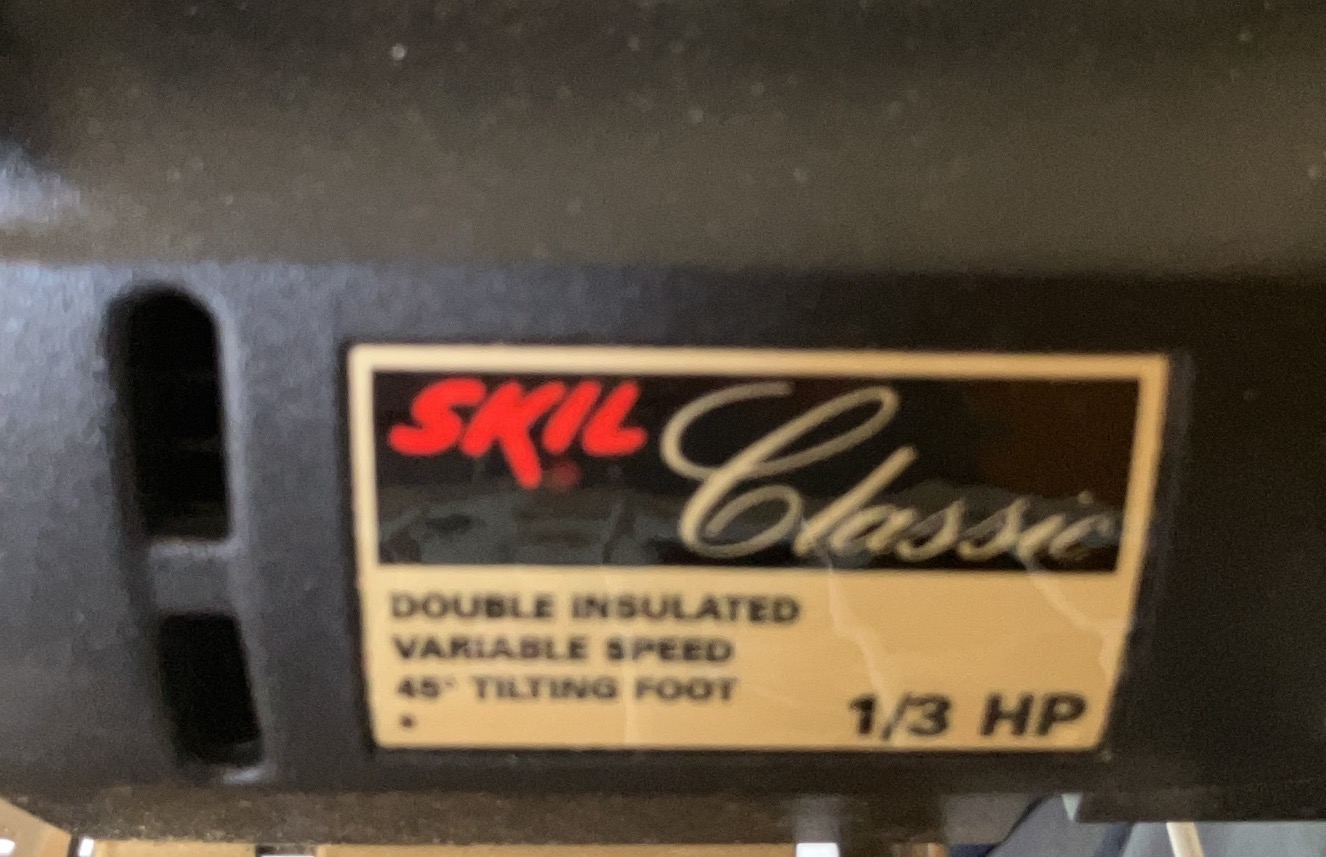 SKIL Classic
DOUBLE INSULATED
VARIABLE SPEED
45° TILTING FOOT
1/3 HP